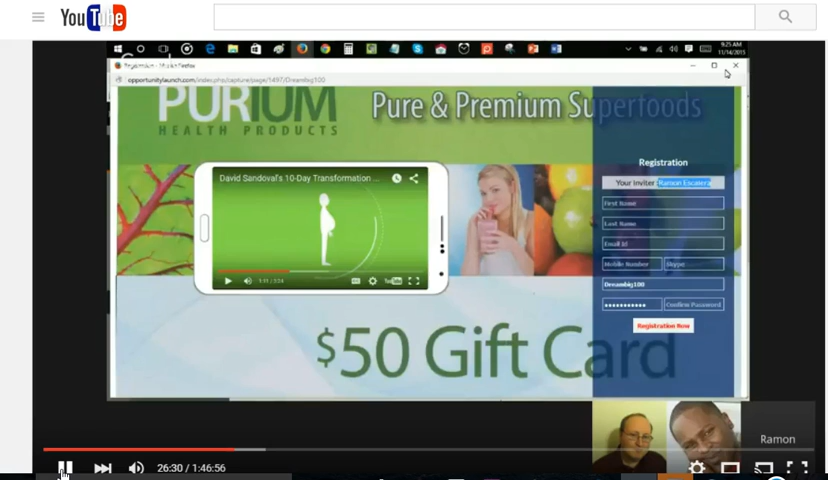 YouTube
9:25 AM
11/14/2015
opportunitylaunch.com/index.php/capture/page/1497/Dreambig100
PURIUM
HEALTH PRODUCTS
Pure & Premium Superfoods
David Sandoval's 10-Day Transformation ...
YouTube
$50 Gift Card
Registration
Your Inviter : Ramon Escalera
First Name
Last Name
Email Id
Mobile Number Skype
Dreambig100
Confirm Password
Registration Now
Ramon
26:30 / 1:46:56